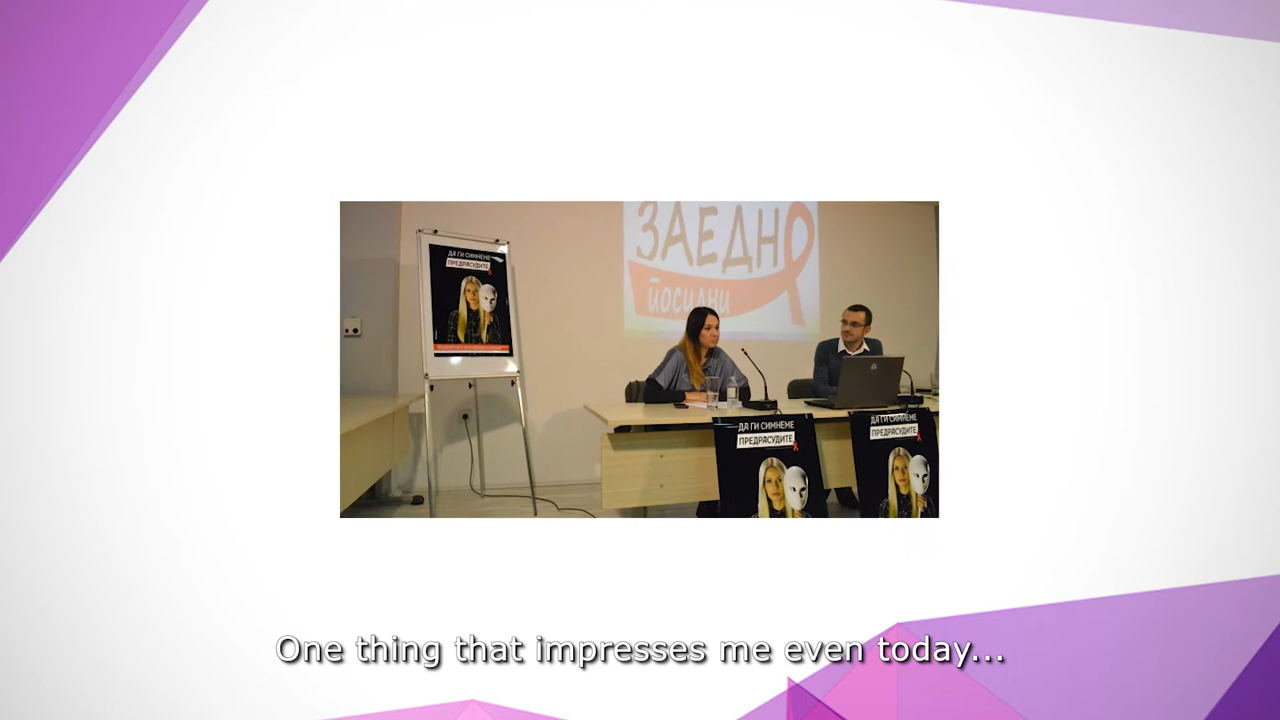 ЗАЕДНО
посилни
ДА ГИ СИМНЕМЕ
ПРЕДРАСУДИТЕ
ДА ГИ СИМНЕМЕ
ПРЕДРАСУДИТЕ
ДА ГИ СИМНЕМЕ
ПРЕДРАСУДИТЕ
One thing that impresses me even today...